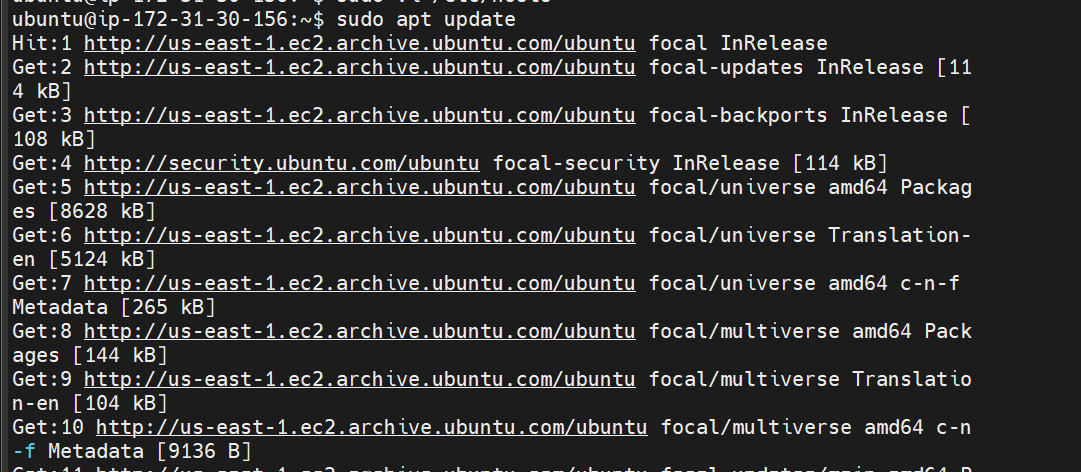 ubuntu@ip-172-31-30-156:~$ sudo apt update
Hit:1 http://us-east-1.ec2.archive.ubuntu.com/ubuntu focal InRelease
Get:2 http://us-east-1.ec2.archive.ubuntu.com/ubuntu focal-updates InRelease [11
4 kB]
Get:3 http://us-east-1.ec2.archive.ubuntu.com/ubuntu focal-backports InRelease [
108 kB]
Get:4 http://security.ubuntu.com/ubuntu focal-security InRelease [114 kB]
Get:5 http://us-east-1.ec2.archive.ubuntu.com/ubuntu focal/universe amd64 Packag
es [8628 kB]
Get:6 http://us-east-1.ec2.archive.ubuntu.com/ubuntu focal/universe Translation-
en [5124 kB]
Get:7 http://us-east-1.ec2.archive.ubuntu.com/ubuntu focal/universe amd64 c-n-f
Metadata [265 kB]
Get:8 http://us-east-1.ec2.archive.ubuntu.com/ubuntu focal/multiverse amd64 Pack
ages [144 kB]
Get:9 http://us-east-1.ec2.archive.ubuntu.com/ubuntu focal/multiverse Translatio
n-en [104 kB]
Get:10 http://us-east-1.ec2.archive.ubuntu.com/ubuntu focal/multiverse amd64 c-n
-f Metadata [9136 B]